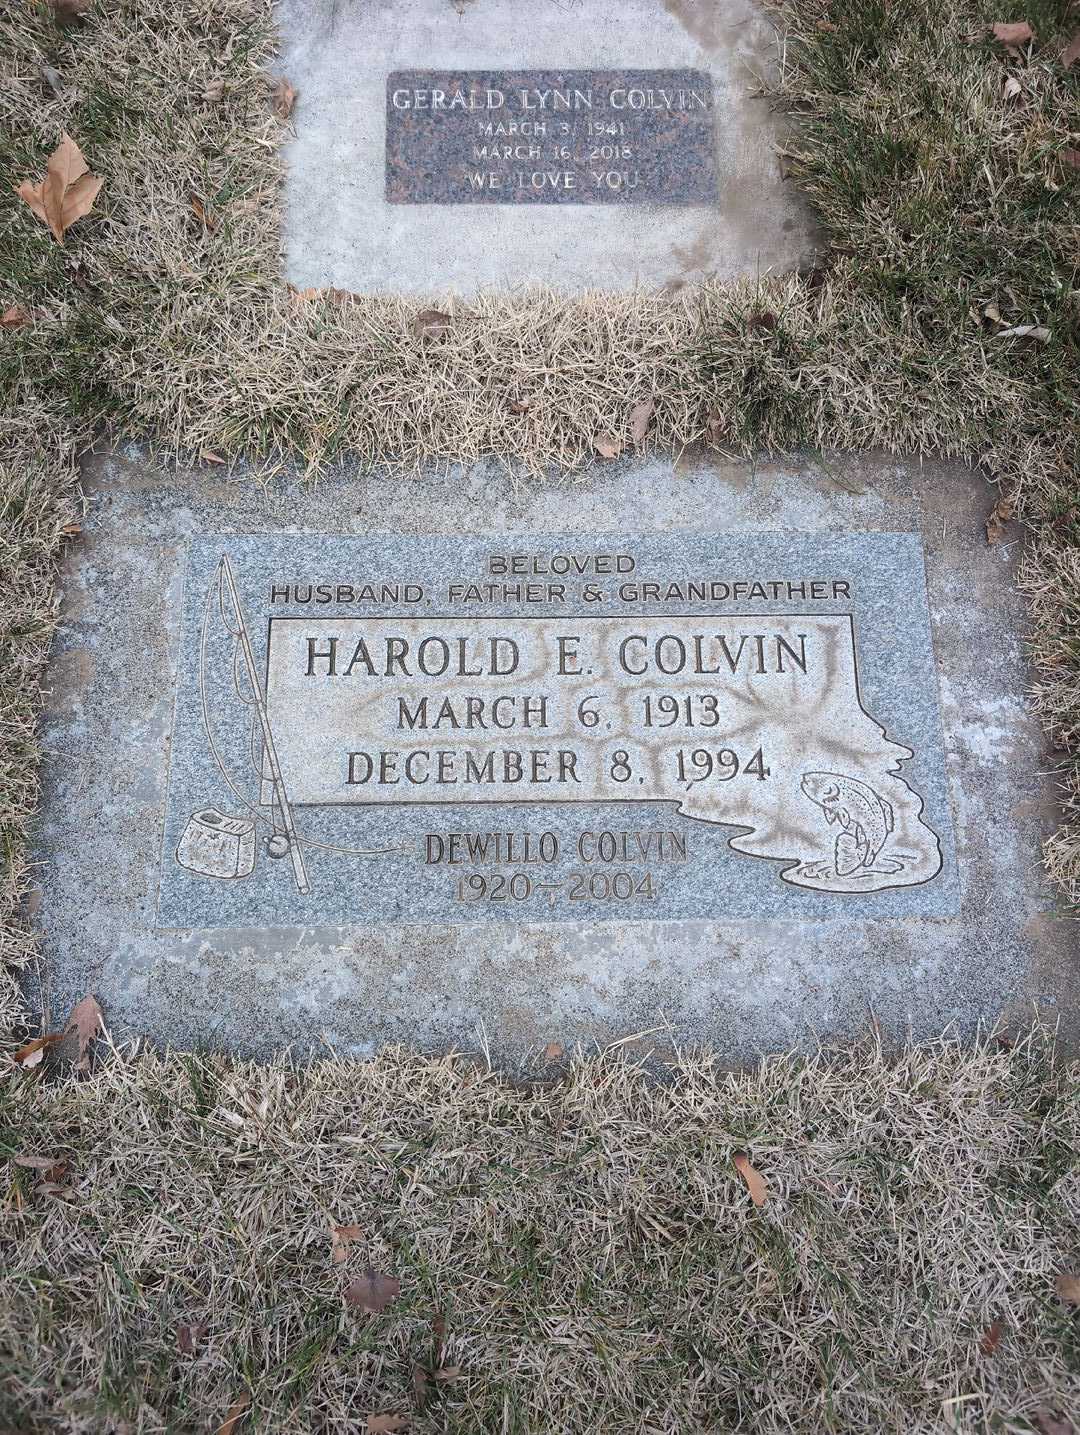 GERALD LYNN COLVIN
MARCH 3, 1941
MARCH 16, 2018
WE LOVE YOU
BELOVED
HUSBAND, FATHER & GRANDFATHER
HAROLD E. COLVIN
MARCH 6, 1913
DECEMBER 8, 1994
DEWILLO COLVIN
1920–2004